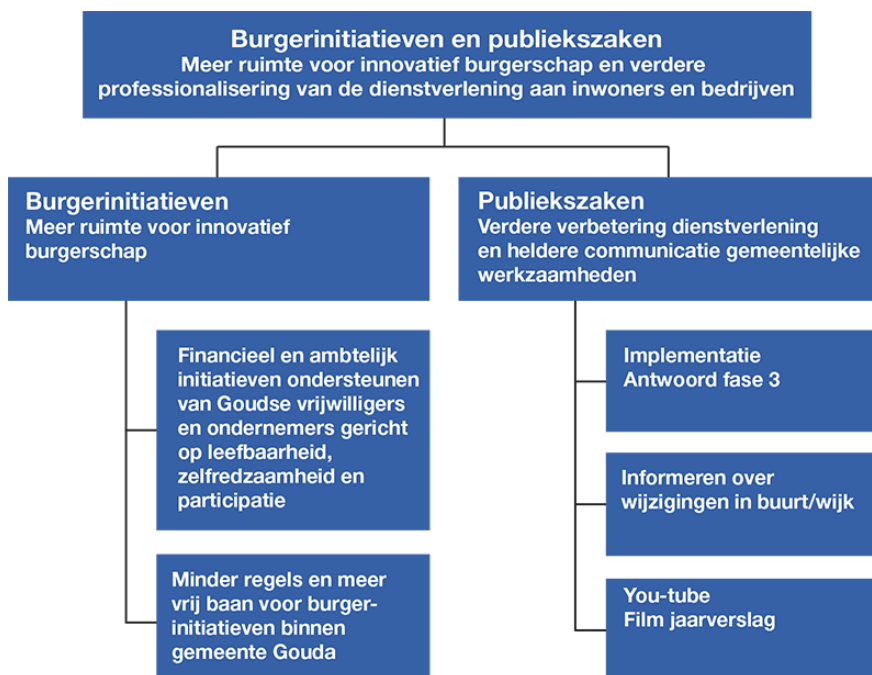 Burgerinitiatieven en publiekszaken
Meer ruimte voor innovatief burgerschap en verdere
professionalisering van de dienstverlening aan inwoners en bedrijven
Burgerinitiatieven
Meer ruimte voor innovatief
burgerschap
Financieel en ambtelijk
initiatieven ondersteunen
van Goudse vrijwilligers
en ondernemers gericht
op leefbaarheid,
zelfredzaamheid en
participatie
Minder regels en meer
vrij baan voor burger-
initiatieven binnen
gemeente Gouda
Publiekszaken
Verdere verbetering dienstverlening
en heldere communicatie gemeentelijke
werkzaamheden
Implementatie
Antwoord fase 3
Informeren over
wijzigingen in buurt/wijk
You-tube
Film jaarverslag